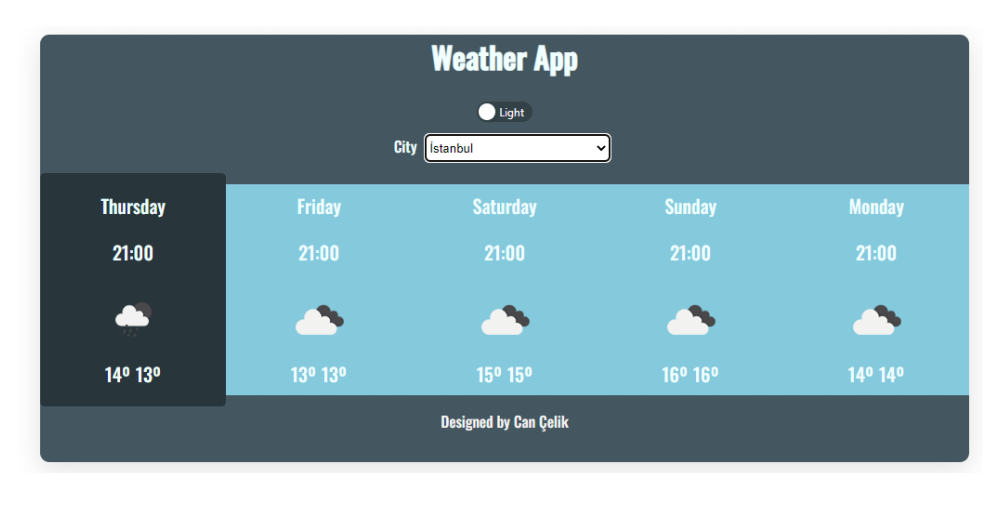 Weather App
Light
City İstanbul
Thursday Friday Saturday Sunday Monday
21:00 21:00 21:00 21:00 21:00
14º 13º 13º 13º 15º 15º 16º 16º 14º 14º
Designed by Can Çelik